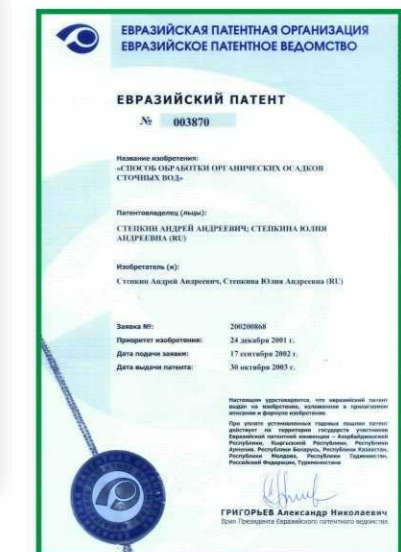 ЕВРАЗИЙСКАЯ ПАТЕНТНАЯ ОРГАНИЗАЦИЯ
ЕВРАЗИЙСКОЕ ПАТЕНТНОЕ ВЕДОМСТВО
ЕВРАЗИЙСКИЙ ПАТЕНТ
№ 003870
Название изобретения:
«СПОСОБ ОБРАБОТКИ ОРГАНИЧЕСКИХ ОСАДКОВ
СТОЧНЫХ ВОД»
Патентовладелец (льцы):
СТЕПКИН АНДРЕЙ АНДРЕЕВИЧ; СТЕПКИНА ЮЛИЯ
АНДРЕЕВНА (RU)
Изобретатель (и):
Степкин Андрей Андреевич, Степкина Юлия Андреевна (RU)
Заявка №: 200200868
Приоритет изобретения: 24 декабря 2001 г.
Дата подачи заявки: 17 сентября 2002 г.
Дата выдачи патента: 30 октября 2003 г.
Настоящим удостоверяется, что евразийский патент
выдан на изобретение, изложенное в прилагаемом
описании и формуле изобретения.
При уплате установленных годовых пошлин патент
действует на территории государств участников
Евразийской патентной конвенции - Азербайджанской
Республики, Кыргызской Республики, Республики
Армения, Республики Беларусь, Республики Казахстан,
Республики Молдова, Республики Таджикистан,
Российской Федерации, Туркменистана
ГРИГОРЬЕВ Александр Николаевич
Врио Президента Евразийского патентного ведомства